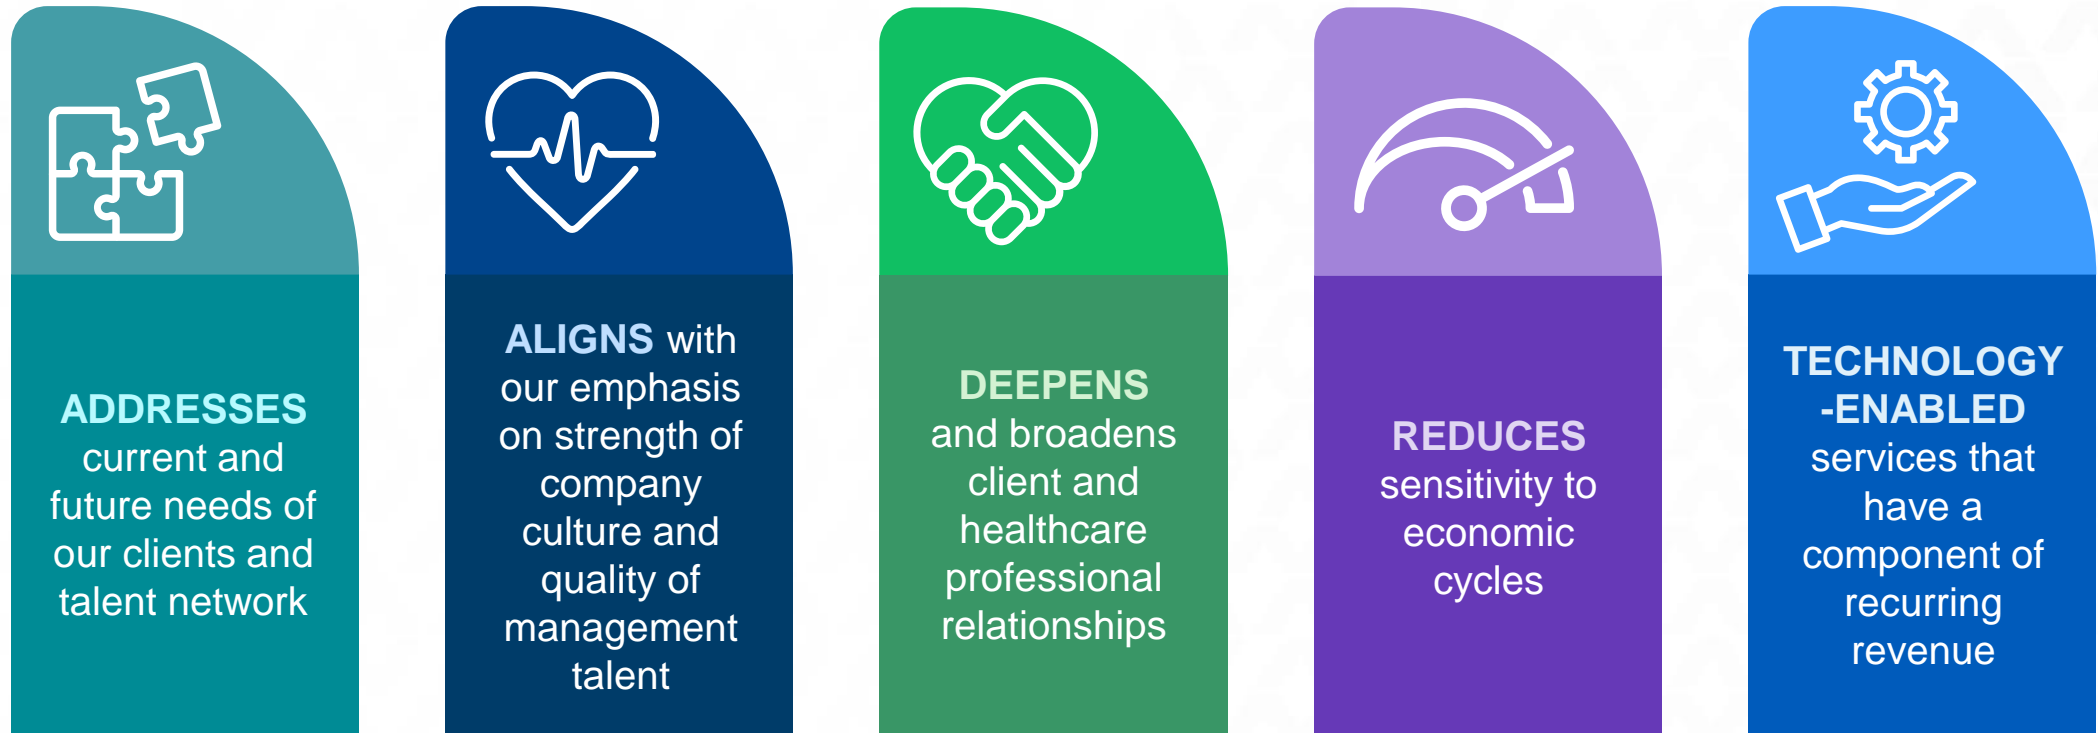 ADDRESSES
current and
future needs of
our clients and
talent network
ALIGNS with
our emphasis
on strength of
company
culture and
quality of
management
talent
DEEPENS
and broadens
client and
healthcare
professional
relationships
REDUCES
sensitivity to
economic
cycles
TECHNOLOGY
-ENABLED
services that
have a
component of
recurring
revenue